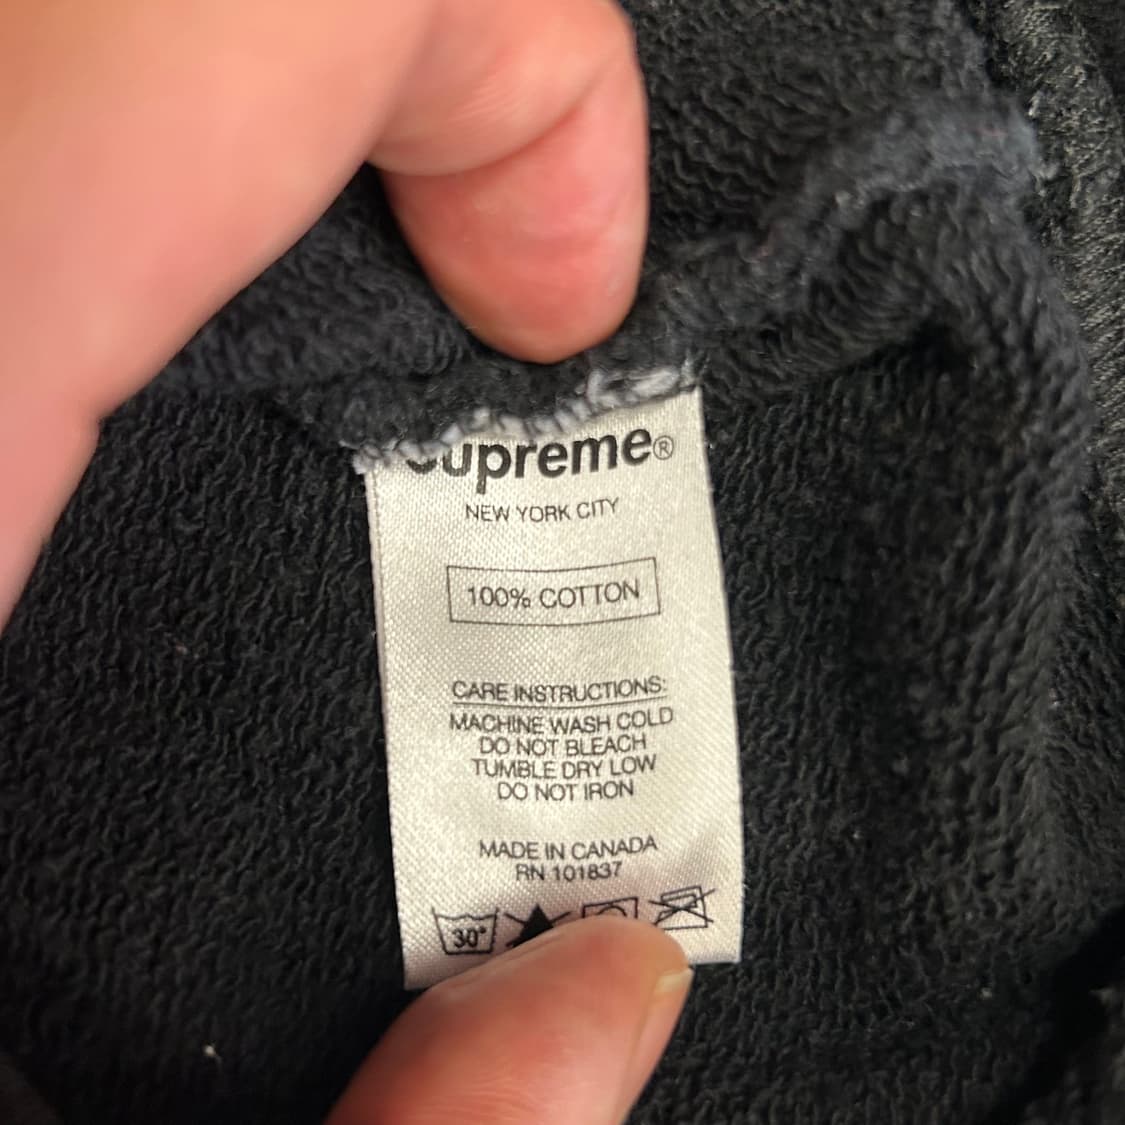 Supreme®
NEW YORK CITY
100% COTTON
CARE INSTRUCTIONS:
MACHINE WASH COLD
DO NOT BLEACH
TUMBLE DRY LOW
DO NOT IRON
MADE IN CANADA
RN 101837
30°